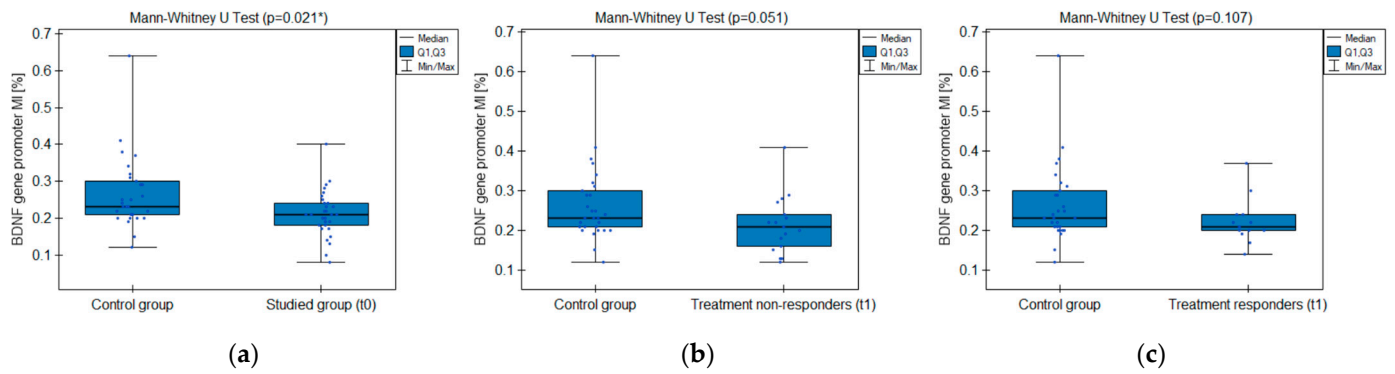 Mann-Whitney U Test (p=0.021*)
BDNF gene promoter MI [%]
0.7
0.6
0.5
0.4
0.3
0.2
0.1
Median
Q1,Q3
Min/Max
Control group
Studied group (t0)
(a)
Mann-Whitney U Test (p=0.051)
BDNF gene promoter MI [%]
0.7
0.6
0.5
0.4
0.3
0.2
0.1
Median
Q1,Q3
Min/Max
Control group
Treatment non-responders (t1)
(b)
Mann-Whitney U Test (p=0.107)
BDNF gene promoter MI [%]
0.7
0.6
0.5
0.4
0.3
0.2
0.1
Median
Q1,Q3
Min/Max
Control group
Treatment responders (t1)
(c)